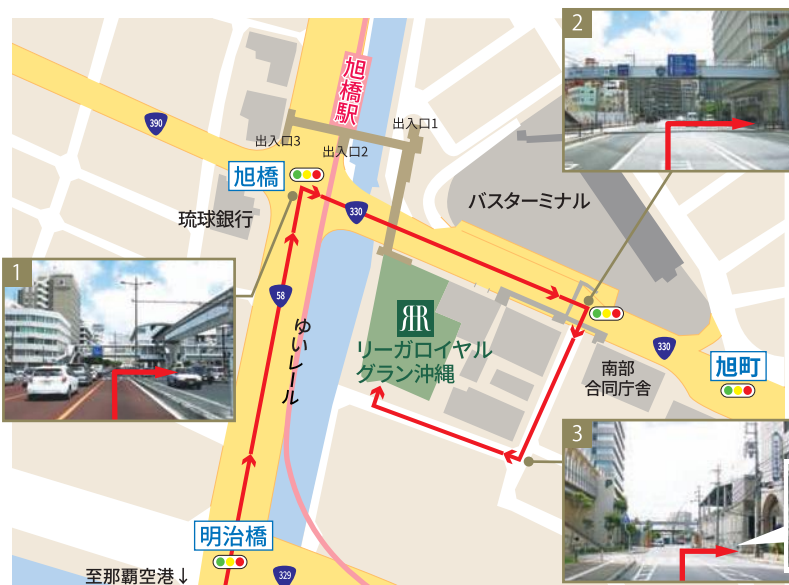 旭橋駅
390
出入口3
出入口2
出入口1
旭橋
330
バスターミナル
琉球銀行
1
2
58
ゆいレール
リーガロイヤル
グラン沖縄
330
南部
合同庁舎
旭町
3
明治橋
329
至那覇空港↓